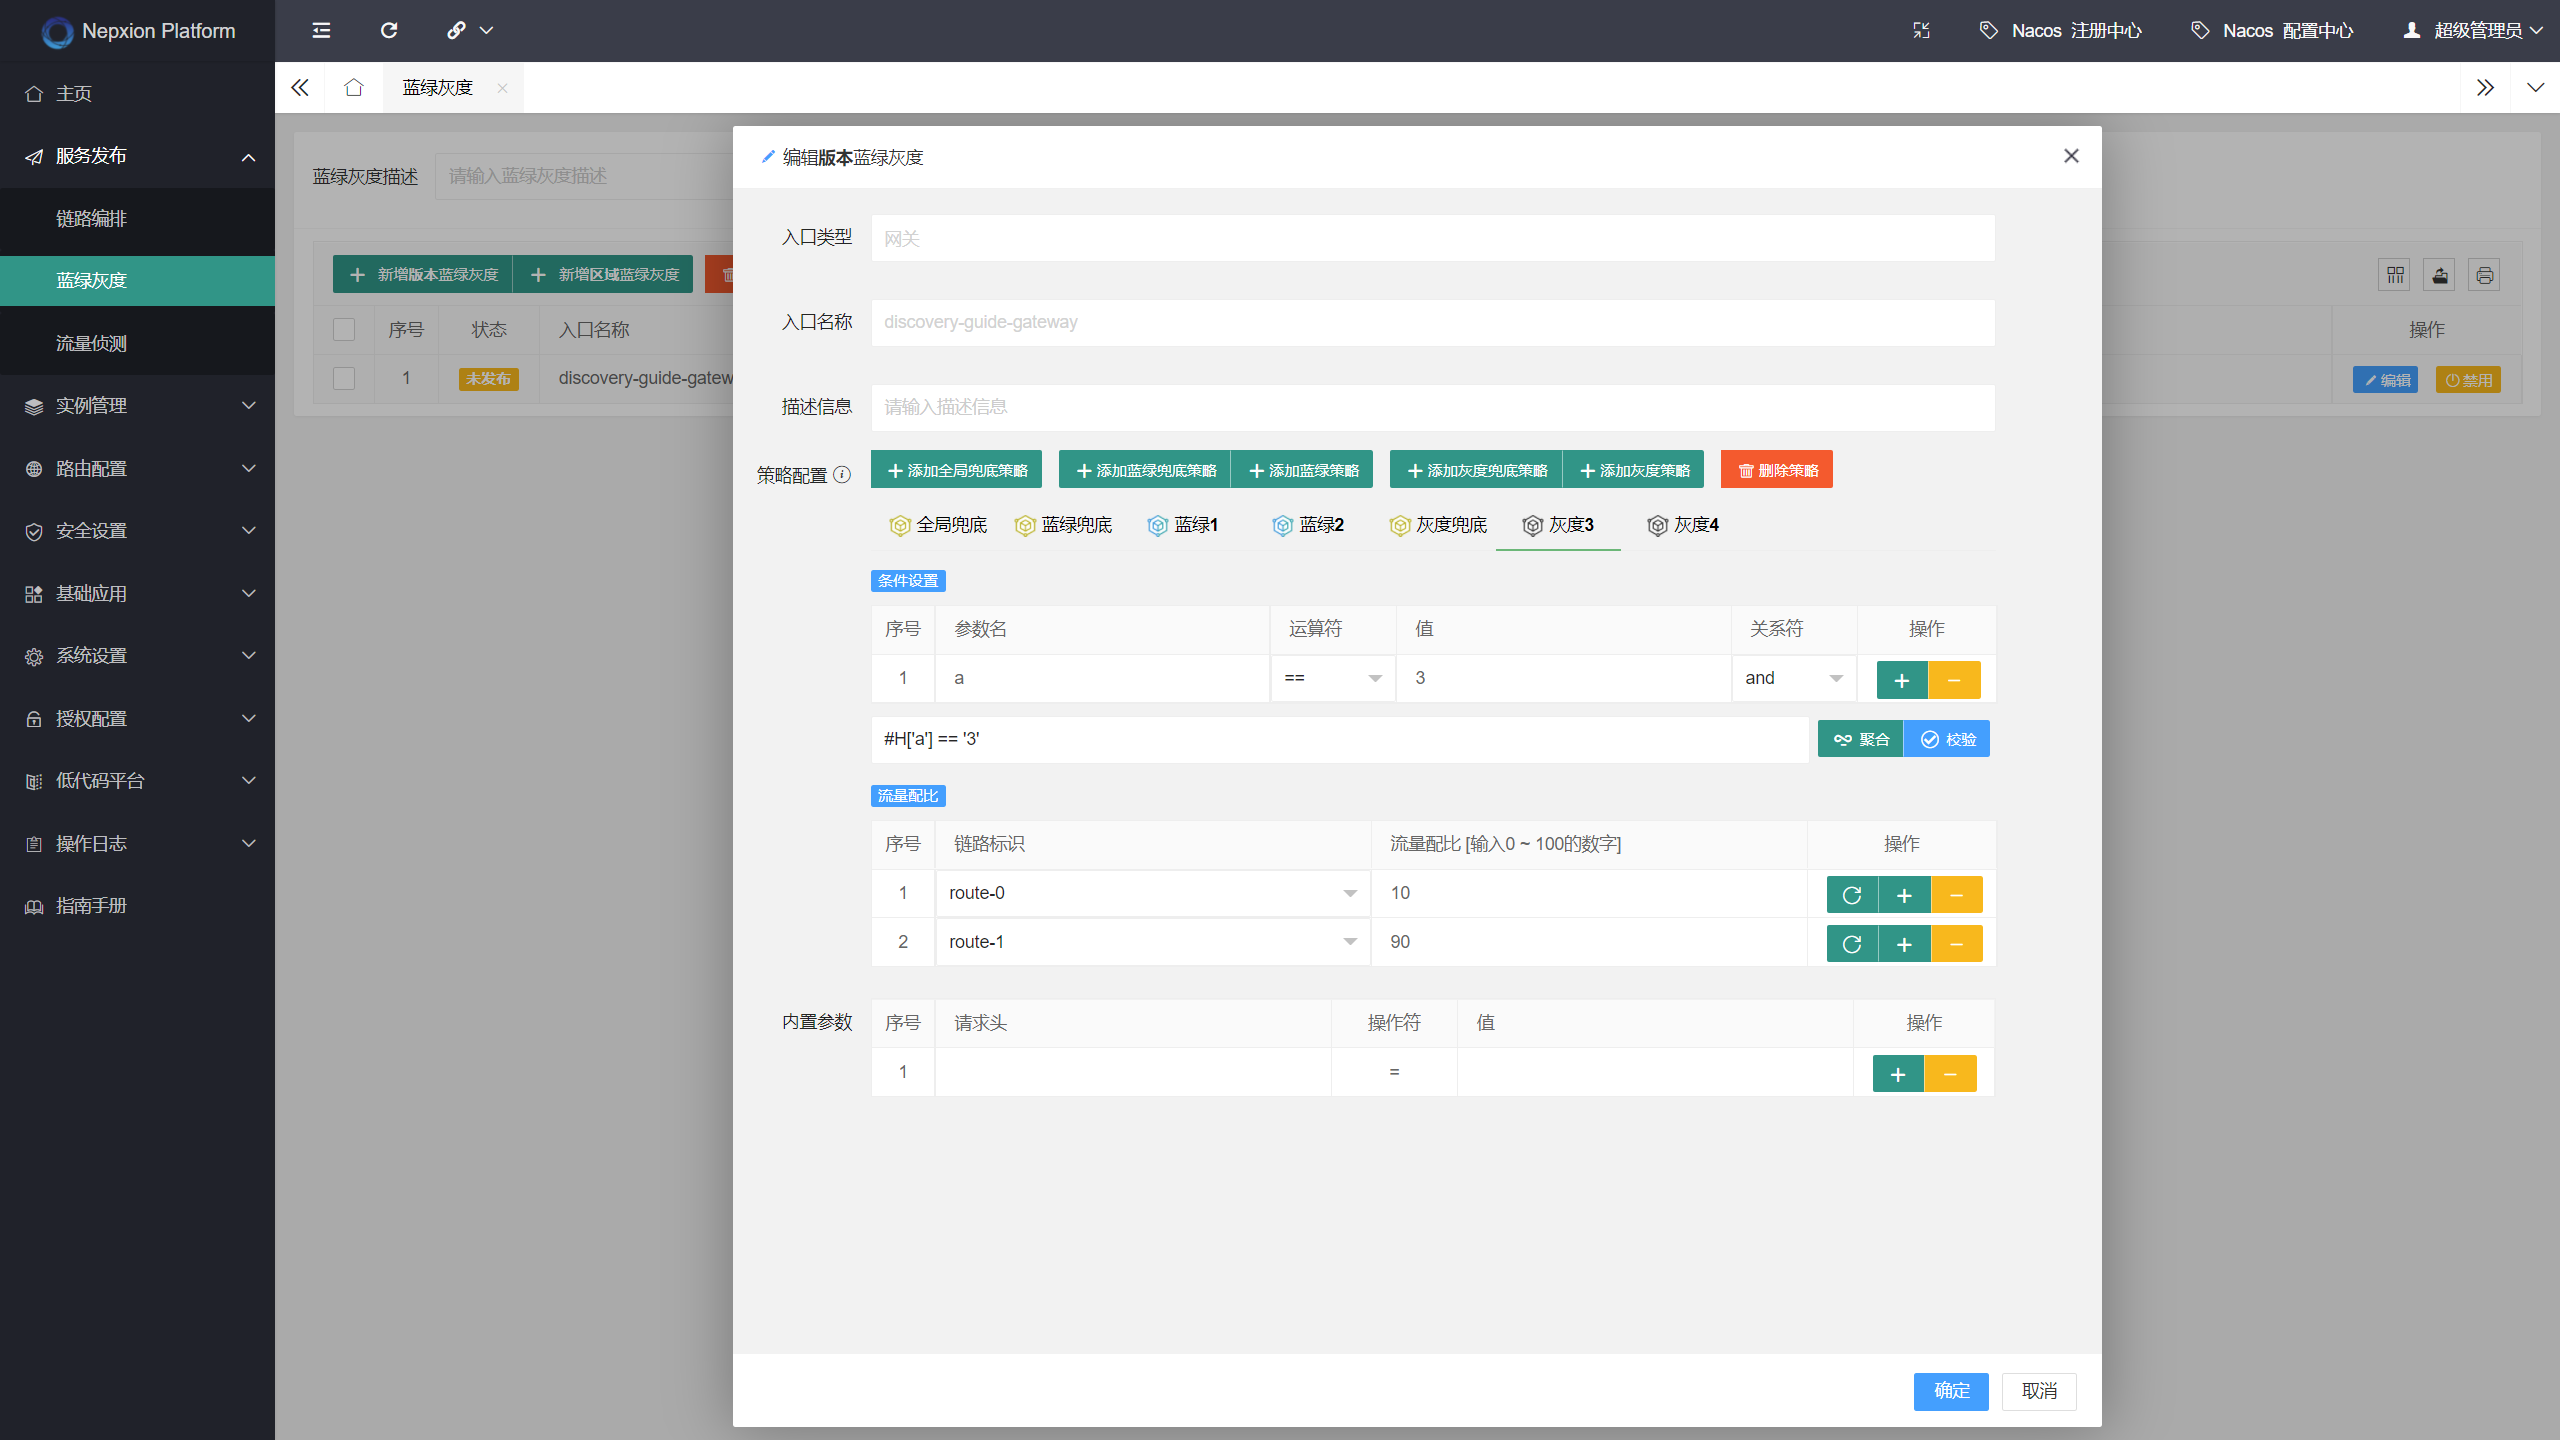 Nepxion Platform
Nacos 注册中心
Nacos 配置中心
超级管理员
主页
服务发布
链路编排
蓝绿灰度
流量侦测
实例管理
路由配置
安全设置
基础应用
系统设置
授权配置
低代码平台
操作日志
指南手册
蓝绿灰度
蓝绿灰度描述 请输入蓝绿灰度描述
新增版本蓝绿灰度 新增区域蓝绿灰度
序号 状态 入口名称 操作
1 未发布 discovery-guide-gatew 编辑 禁用
编辑版本蓝绿灰度
入口类型 网关
入口名称 discovery-guide-gateway
描述信息 请输入描述信息
策略配置 添加全局兜底策略 添加蓝绿兜底策略 添加蓝绿策略 添加灰度兜底策略 添加灰度策略 删除策略
全局兜底 蓝绿兜底 蓝绿1 蓝绿2 灰度兜底 灰度3 灰度4
条件设置
序号 参数名 运算符 值 关系符 操作
1 a == 3 and
#H['a'] == '3' 聚合 校验
流量配比
序号 链路标识 流量配比 [输入0 ~ 100的数字] 操作
1 route-0 10
2 route-1 90
内置参数 序号 请求头 操作符 值 操作
1 =
确定 取消